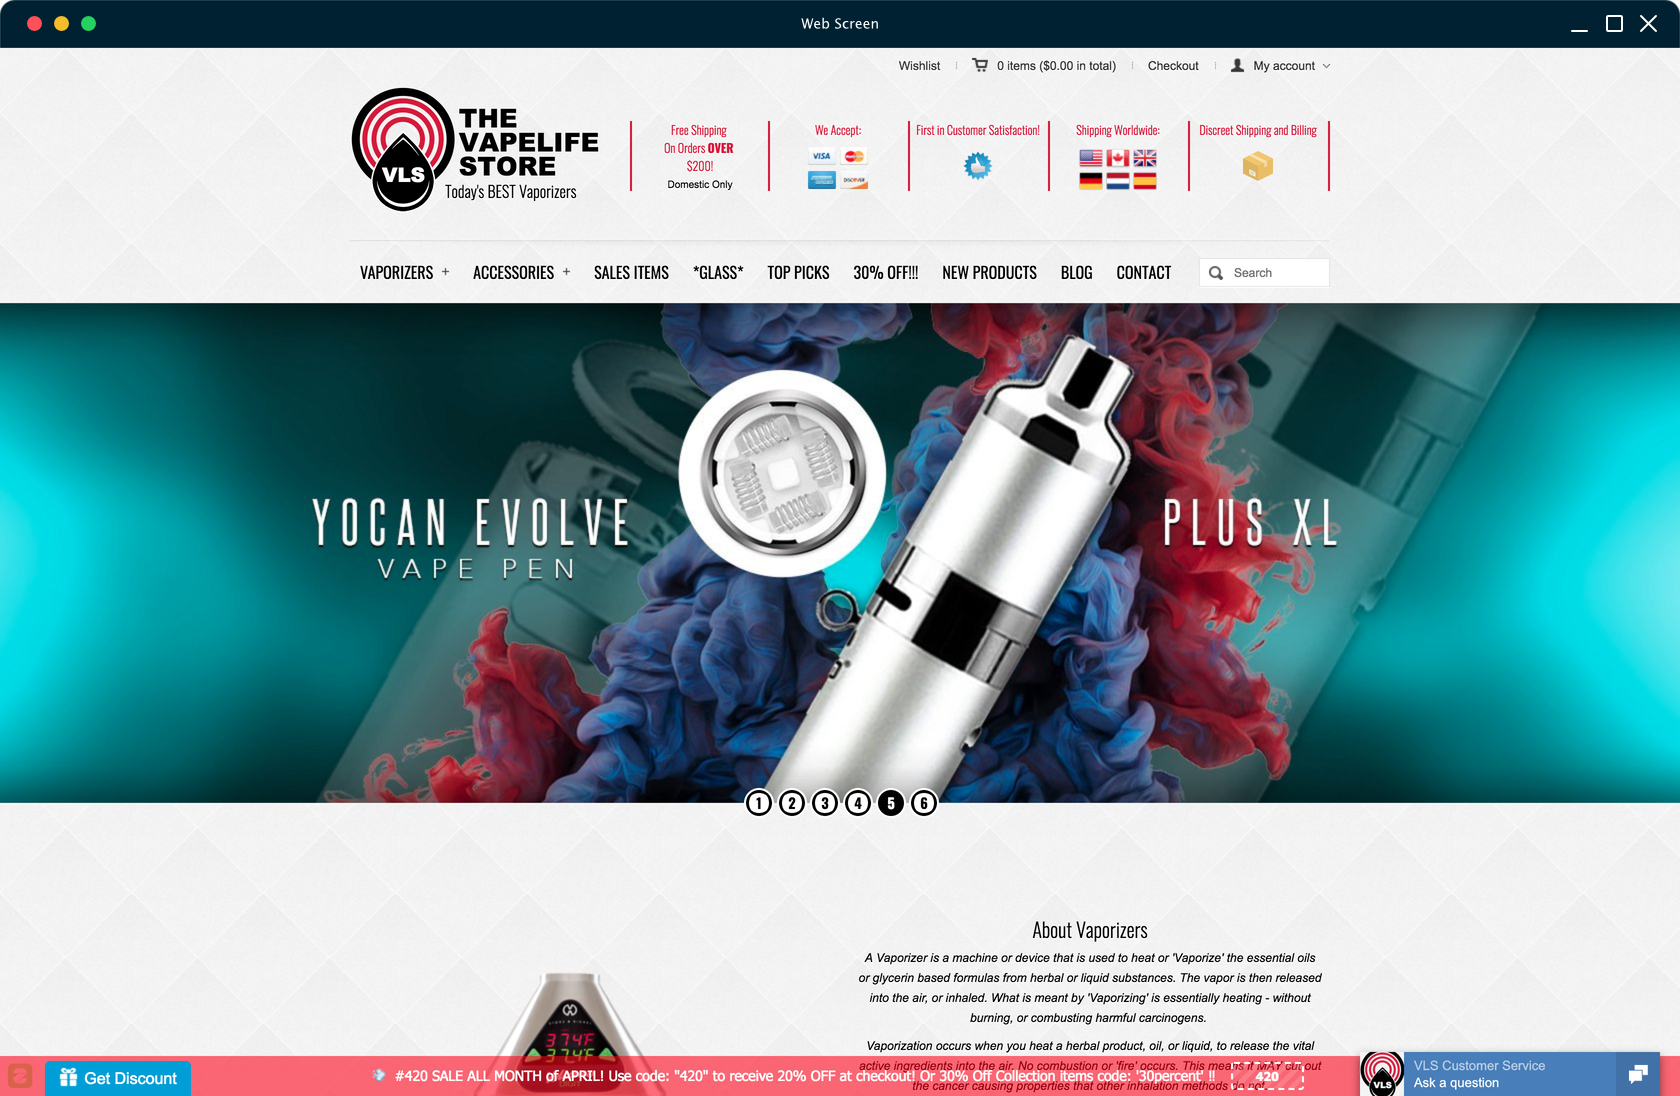 Web Screen
Wishlist
0 items ($0.00 in total)
Checkout
My account
THE
VAPELIFE
STORE
VLS
Today's BEST Vaporizers
Free Shipping
On Orders OVER
$200!
Domestic Only
We Accept:
VISA
MasterCard
DISCOVER
First in Customer Satisfaction!
Shipping Worldwide:
Discreet Shipping and Billing
VAPORIZERS +
ACCESSORIES +
SALES ITEMS
*GLASS*
TOP PICKS
30% OFF!!!
NEW PRODUCTS
BLOG
CONTACT
Search
YOCAN EVOLVE
VAPE PEN
PLUS XL
1 2 3 4 5 6
About Vaporizers
A Vaporizer is a machine or device that is used to heat or 'Vaporize' the essential oils
or glycerin based formulas from herbal or liquid substances. The vapor is then released
into the air, or inhaled. What is meant by 'Vaporizing' is essentially heating - without
burning, or combusting harmful carcinogens.
Vaporization occurs when you heat a herbal product, oil, or liquid, to release the vital
active ingredients into the air. No combustion or 'fire' occurs. This means it MAY cut out
the cancer causing properties that other inhalation methods do not.
374F
374F
Get Discount
#420 SALE ALL MONTH of APRIL! Use code: "420" to receive 20% OFF at checkout! Or 30% Off Collection items code: '30percent' !!
420
VLS
VLS Customer Service
Ask a question